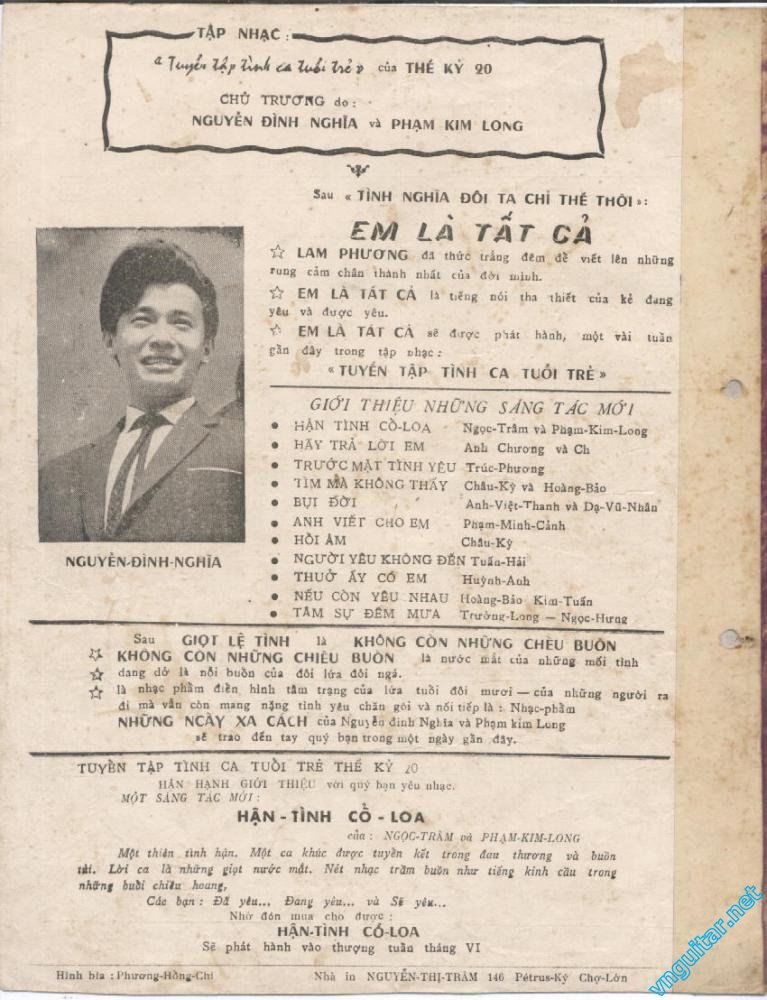 TẬP NHẠC :
« Tuyển tập tình ca tuổi trẻ » của THẾ KỶ 20
CHỦ TRƯƠNG do :
NGUYỄN ĐÌNH NGHĨA và PHẠM KIM LONG
Sau « TÌNH NGHĨA ĐÔI TA CHỈ THẾ THÔI »:
EM LÀ TẤT CẢ
☆ LAM PHƯƠNG đã thức trắng đêm để viết lên những
rung cảm chân thành nhất của đời mình.
☆ EM LÀ TẤT CẢ là tiếng nói tha thiết của kẻ đang
yêu và được yêu.
☆ EM LÀ TẤT CẢ sẽ được phát hành, một vài tuần
gần đây trong tập nhạc :
« TUYỂN TẬP TÌNH CA TUỔI TRẺ »
NGUYỄN-ĐÌNH-NGHĨA
GIỚI THIỆU NHỮNG SÁNG TÁC MỚI
● HẬN TÌNH CỔ-LOA Ngọc-Trâm và Phạm-Kim-Long
● HÃY TRẢ LỜI EM Anh Chương và Ch
● TRƯỚC MẶT TÌNH YÊU Trúc-Phương
● TÌM MÀ KHÔNG THẤY Châu-Kỳ và Hoàng-Bảo
● BỤI ĐỜI Anh-Việt-Thanh và Dạ-Vũ-Nhân
● ANH VIẾT CHO EM Phạm-Minh-Cảnh
● HỒI ÂM Châu-Kỳ
● NGƯỜI YÊU KHÔNG ĐẾN Tuấn-Hải
● THUỞ ẤY CÓ EM Huỳnh-Anh
● NẾU CÒN YÊU NHAU Hoàng-Bảo Kim-Tuấn
● TÂM SỰ ĐÊM MƯA Trường-Long — Ngọc-Hưng
Sau GIỌT LỆ TÌNH là KHÔNG CÒN NHỮNG CHIỀU BUỒN
☆ KHÔNG CÒN NHỮNG CHIỀU BUỒN là nước mắt của những mối tình
☆ dang dở là nỗi buồn của đôi lứa đôi ngả.
☆ là nhạc phẩm điển hình tâm trạng của lứa tuổi đôi mươi — của những người ra
đi mà vẫn còn mang nặng tình yêu chăn gối và nối tiếp là : Nhạc-phẩm
NHỮNG NGÀY XA CÁCH của Nguyễn đình Nghĩa và Phạm kim Long
sẽ trao đến tay quý bạn trong một ngày gần đây.
TUYỂN TẬP TÌNH CA TUỔI TRẺ THẾ KỶ 20
HÂN HẠNH GIỚI THIỆU với quý bạn yêu nhạc.
MỘT SÁNG TÁC MỚI :
HẬN - TÌNH CỔ - LOA
của : NGỌC-TRÂM và PHẠM-KIM-LONG
Một thiên tình hận. Một ca khúc được tuyển kết trong đau thương và buồn
tủi. Lời ca là những giọt nước mắt. Nét nhạc trầm buồn như tiếng kinh cầu trong
những buổi chiều hoang,
Các bạn : Đã yêu... Đang yêu... và Sẽ yêu...
Nhớ đón mua cho được :
HẬN-TÌNH CỔ-LOA
Sẽ phát hành vào thượng tuần tháng VI
Hình bìa : Phương-Hồng-Chi Nhà in NGUYỄN-THỊ-TRÂM 146 Pétrus-Ký Chợ-Lớn
vnguitar.net